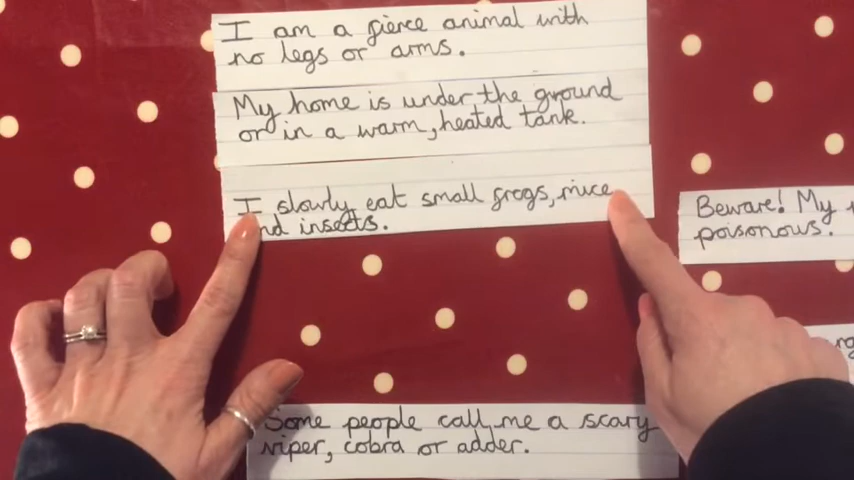 I am a fierce animal with
no legs or arms.
My home is under the ground
or in a warm, heated tank.
I slowly eat small frogs, mice
nd insects.
Beware! My
poisonous.
Some people call me a scary
viper, cobra or adder.